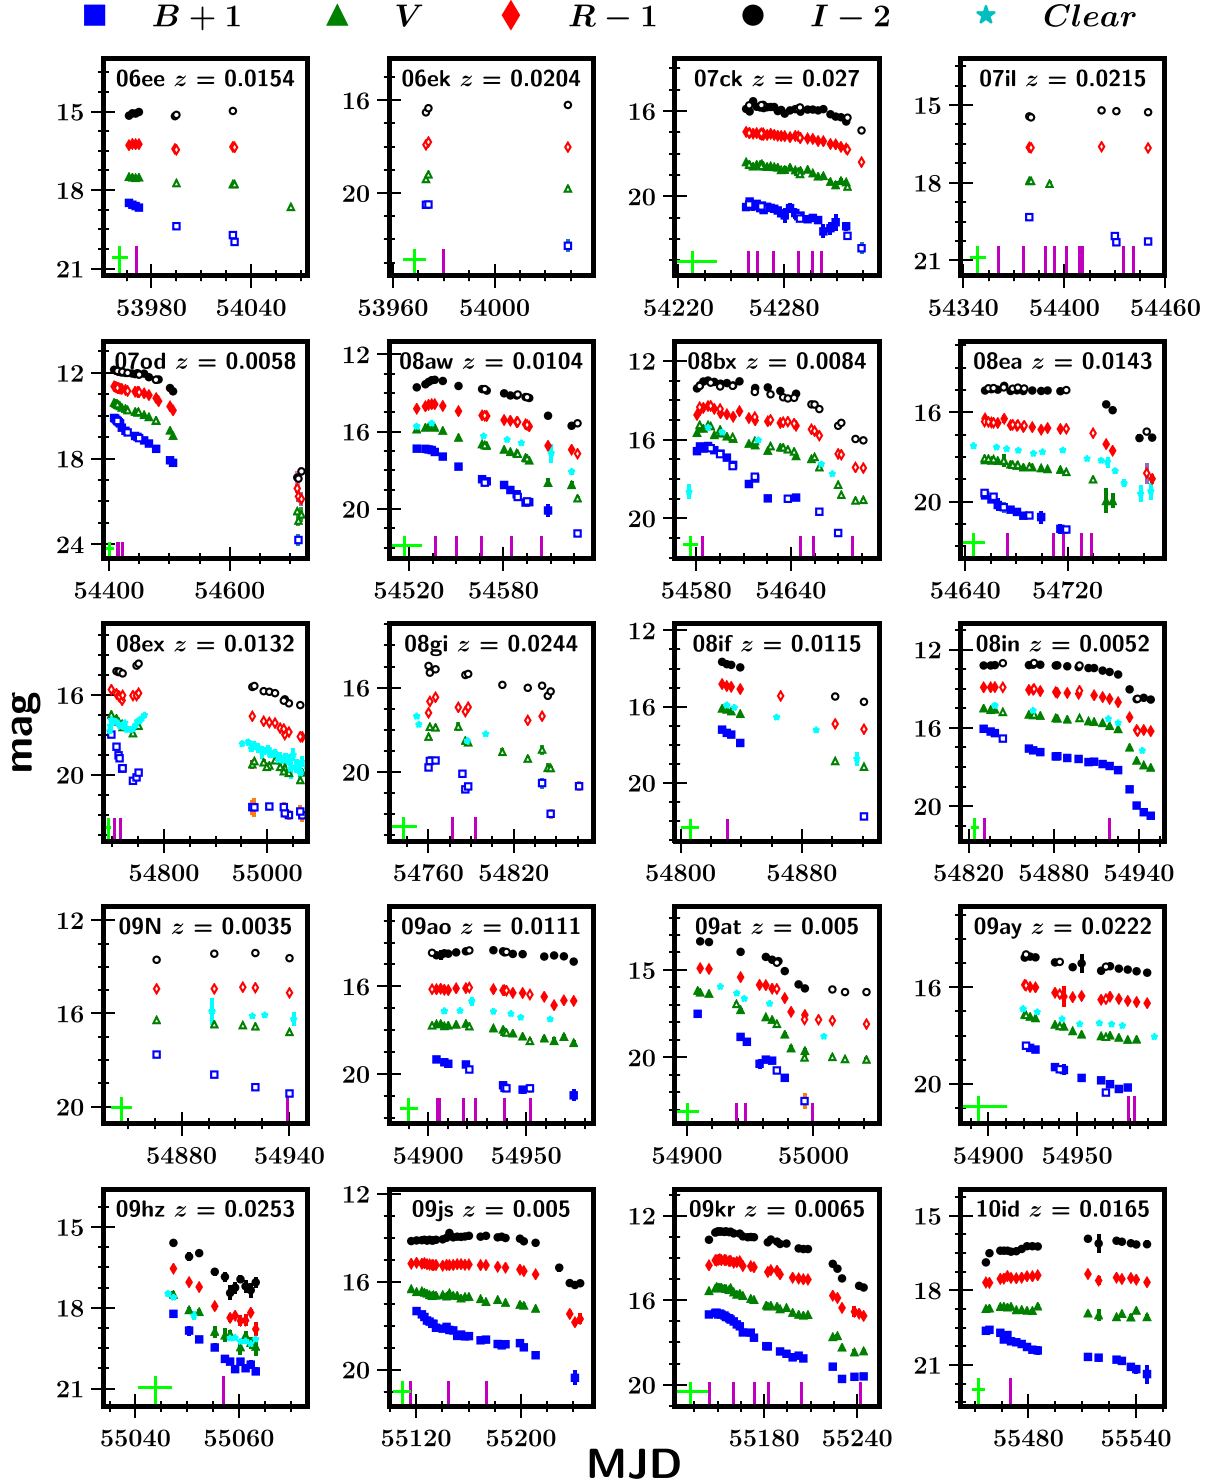 B + 1 V R − 1 I − 2 Clear
06ee z = 0.0154 06ek z = 0.0204 07ck z = 0.027 07il z = 0.0215
15 18 21 16 20 16 20 15 18 21
53980 54040 53960 54000 54220 54280 54340 54400 54460
07od z = 0.0058 08aw z = 0.0104 08bx z = 0.0084 08ea z = 0.0143
12 18 24 12 16 20 12 16 20 16 20
54400 54600 54520 54580 54580 54640 54640 54720
08ex z = 0.0132 08gi z = 0.0244 08if z = 0.0115 08in z = 0.0052
16 20 16 20 12 16 20 12 16 20
54800 55000 54760 54820 54800 54880 54820 54880 54940
mag
09N z = 0.0035 09ao z = 0.0111 09at z = 0.005 09ay z = 0.0222
12 16 20 12 16 20 15 20 12 16 20
54880 54940 54900 54950 54900 55000 54900 54950
09hz z = 0.0253 09js z = 0.005 09kr z = 0.0065 10id z = 0.0165
15 18 21 12 16 20 12 16 20 15 18 21
55040 55060 55120 55200 55180 55240 55480 55540
MJD